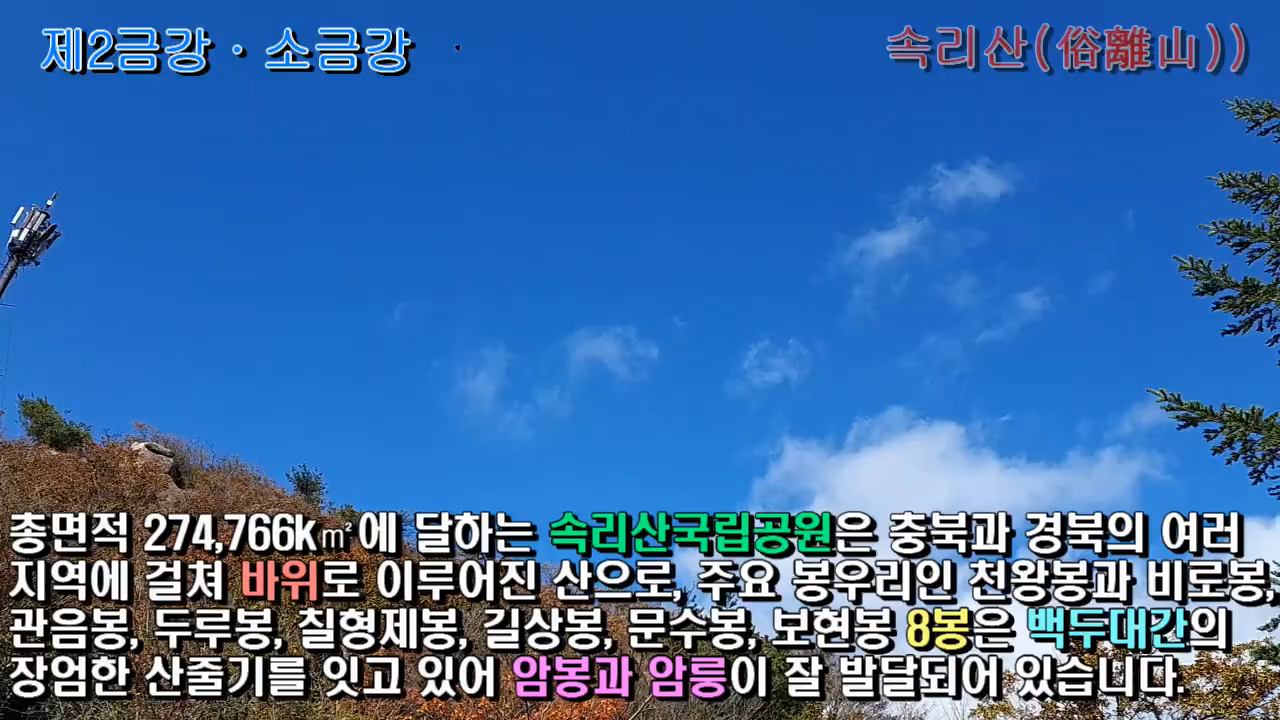 제2금강 · 소금강 ·
속리산(俗離山))
총면적 274,766k㎡에 달하는 속리산국립공원은 충북과 경북의 여러
지역에 걸쳐 바위로 이루어진 산으로, 주요 봉우리인 천왕봉과 비로봉,
관음봉, 두루봉, 칠형제봉, 길상봉, 문수봉, 보현봉 8봉은 백두대간의
장엄한 산줄기를 잇고 있어 암봉과 암릉이 잘 발달되어 있습니다.